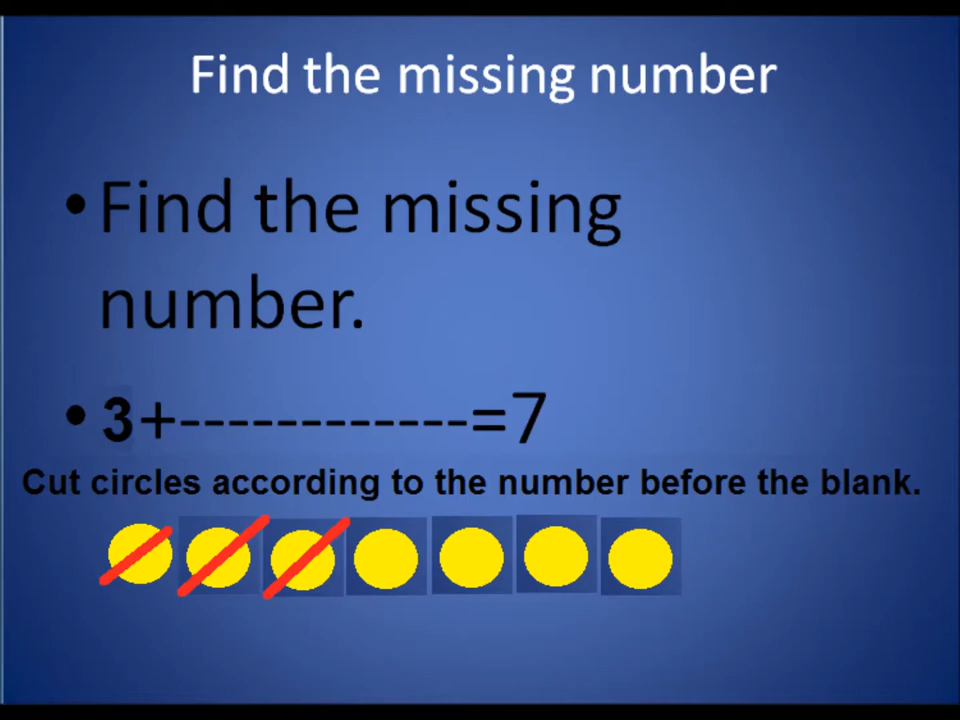 Find the missing number
• Find the missing
number.
• 3+------------=7
Cut circles according to the number before the blank.